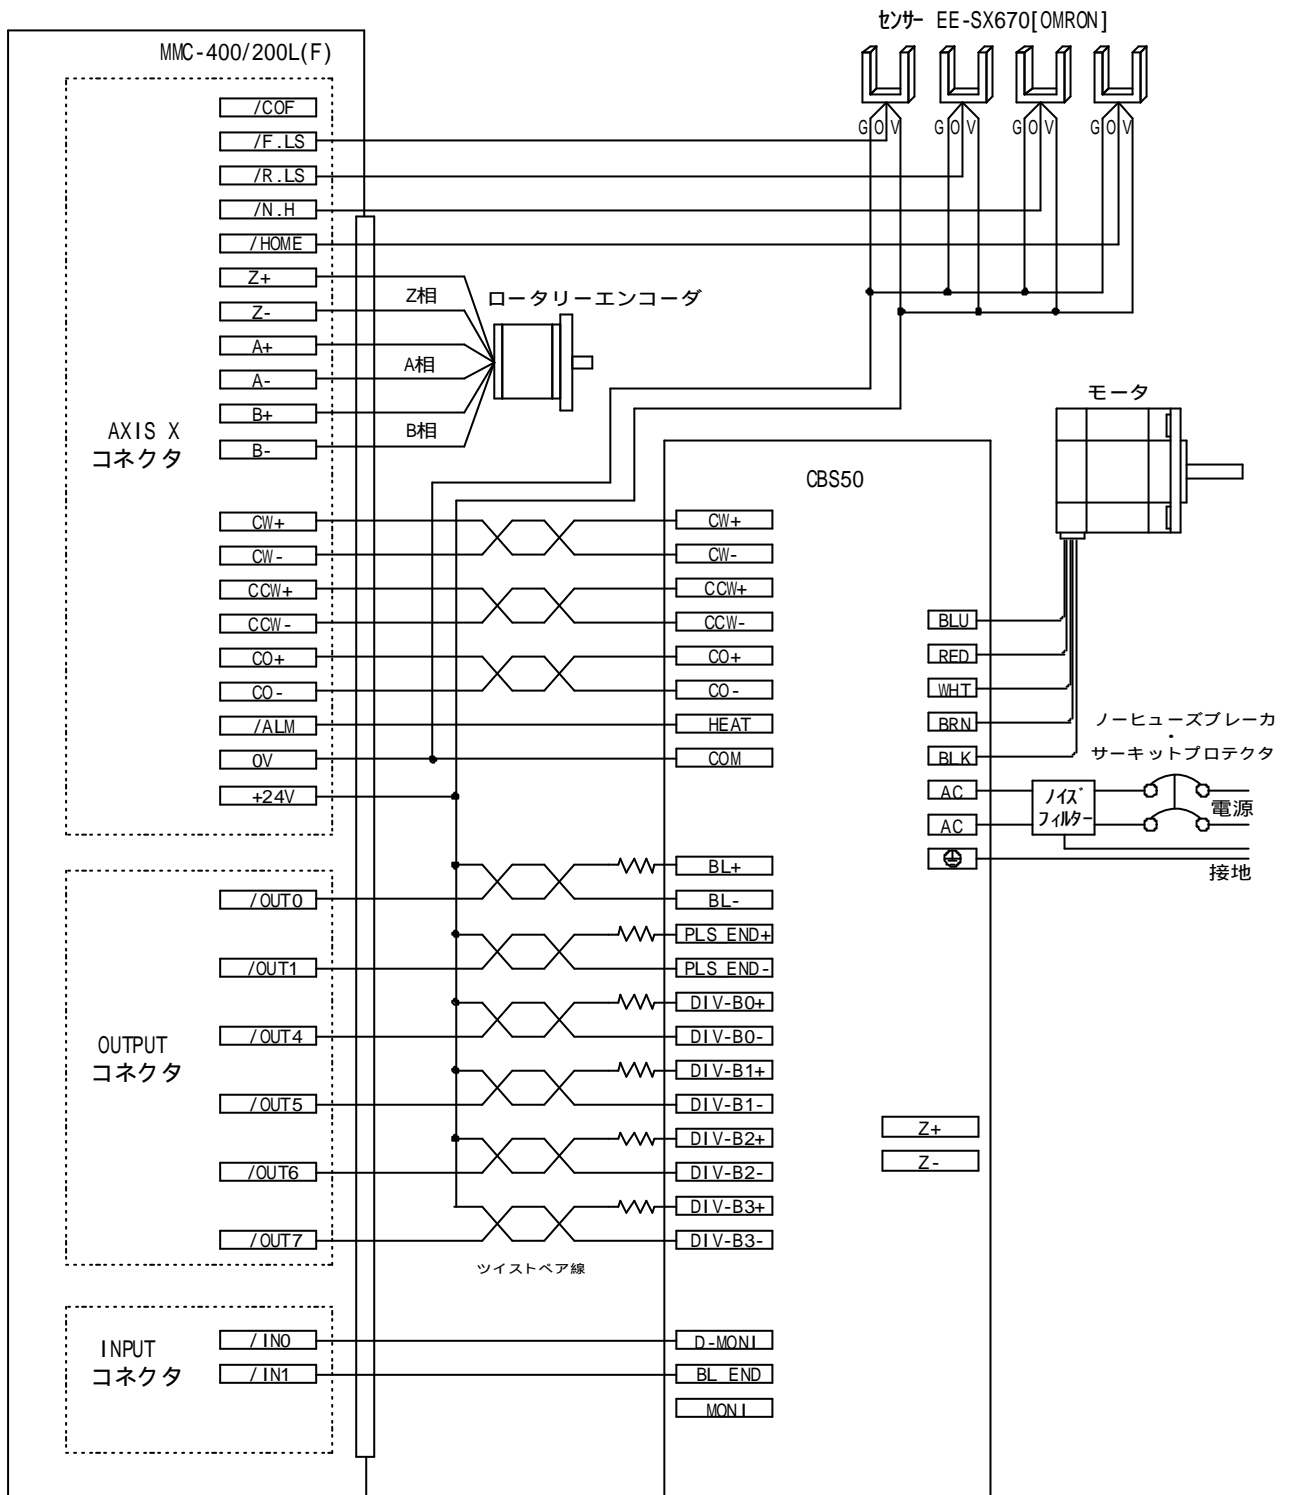 センサー EE-SX670[OMRON]
MMC-400/200L(F)
/COF
/F.LS
/R.LS
/N.H
/HOME
Z+
Z-
A+
A-
B+
B-
AXIS X
コネクタ
CW+
CW-
CCW+
CCW-
CO+
CO-
/ALM
0V
+24V
G O V
G O V
G O V
G O V
Z相
A相
B相
ロータリーエンコーダ
モータ
CBS50
CW+
CW-
CCW+
CCW-
CO+
CO-
HEAT
COM
BLU
RED
WHT
BRN
BLK
AC
AC
ノーヒューズブレーカ
・
サーキットプロテクタ
ノイズ
フィルター
電源
接地
OUTPUT
コネクタ
/OUT0
/OUT1
/OUT4
/OUT5
/OUT6
/OUT7
BL+
BL-
PLS END+
PLS END-
DIV-B0+
DIV-B0-
DIV-B1+
DIV-B1-
DIV-B2+
DIV-B2-
DIV-B3+
DIV-B3-
Z+
Z-
ツイストペア線
INPUT
コネクタ
/IN0
/IN1
D-MONI
BL END
MONI